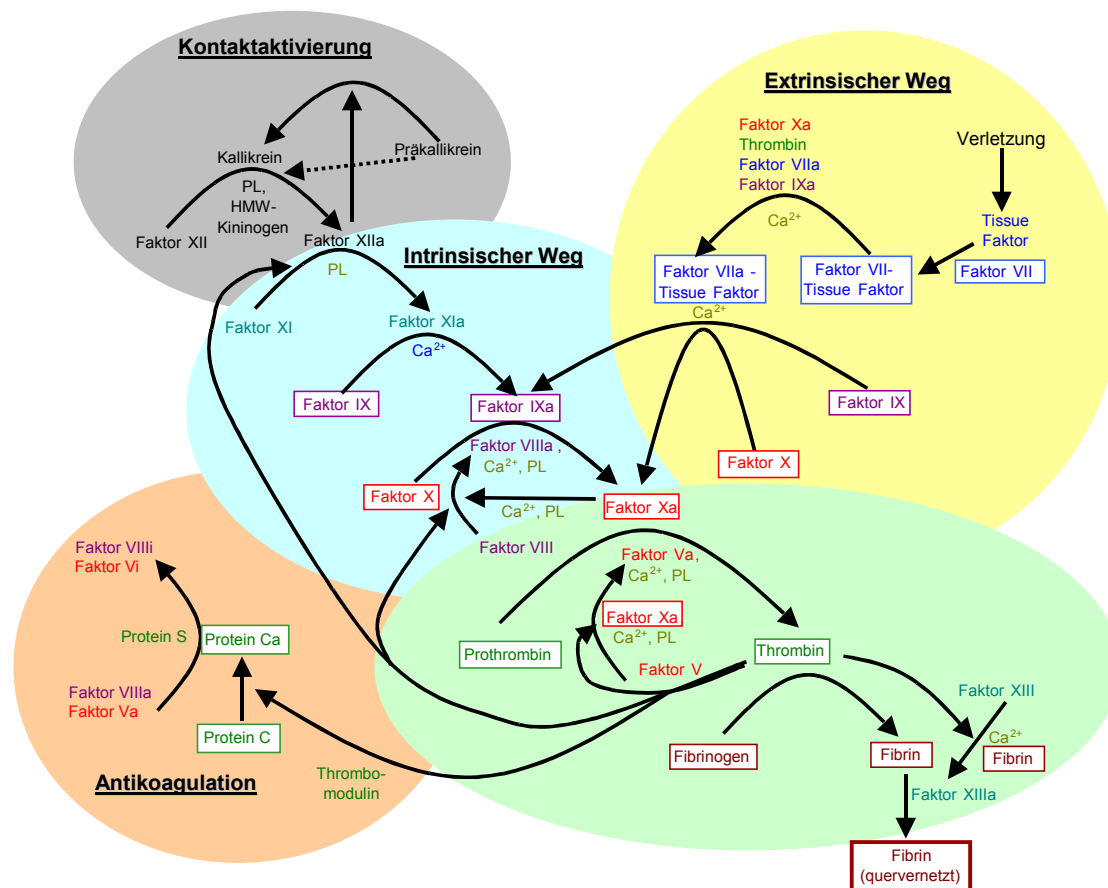 Kontaktaktivierung
Kallikrein
Präkallikrein
PL,
HMW-
Kininogen
Faktor XII
Faktor XIIa
Extrinsischer Weg
Faktor Xa
Thrombin
Faktor VIIa
Faktor IXa
Ca²⁺
Verletzung
Tissue
Faktor
Faktor VII
Faktor VII-
Tissue Faktor
Faktor VIIa -
Tissue Faktor
Ca²⁺
Faktor IX
Faktor X
Intrinsischer Weg
PL
Faktor XI
Faktor XIa
Ca²⁺
Faktor IX
Faktor IXa
Faktor VIIIa ,
Ca²⁺, PL
Faktor X
Ca²⁺, PL
Faktor Xa
Faktor VIII
Faktor Va,
Ca²⁺, PL
Faktor Xa,
Ca²⁺, PL
Prothrombin
Faktor V
Thrombin
Faktor XIII
Ca²⁺
Fibrin
Fibrinogen
Fibrin
Faktor XIIIa
Fibrin
(quervernetzt)
Faktor VIIIi
Faktor Vi
Protein S
Protein Ca
Faktor VIIIa
Faktor Va
Protein C
Antikoagulation
Thrombo-
modulin